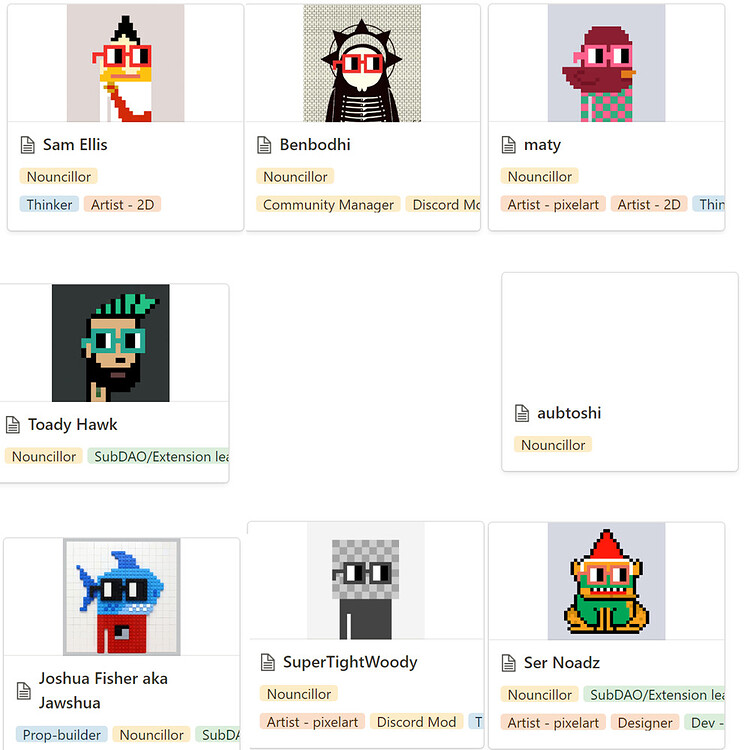 Sam Ellis
Nouncillor
Thinker Artist - 2D
Benbodhi
Nouncillor
Community Manager Discord Mo
maty
Nouncillor
Artist - pixelart Artist - 2D Thin
Toady Hawk
Nouncillor SubDAO/Extension lea
aubtoshi
Nouncillor
Joshua Fisher aka
Jawshua
Prop-builder Nouncillor SubDA
SuperTightWoody
Nouncillor
Artist - pixelart Discord Mod T
Ser Noadz
Nouncillor SubDAO/Extension lea
Artist - pixelart Designer Dev -